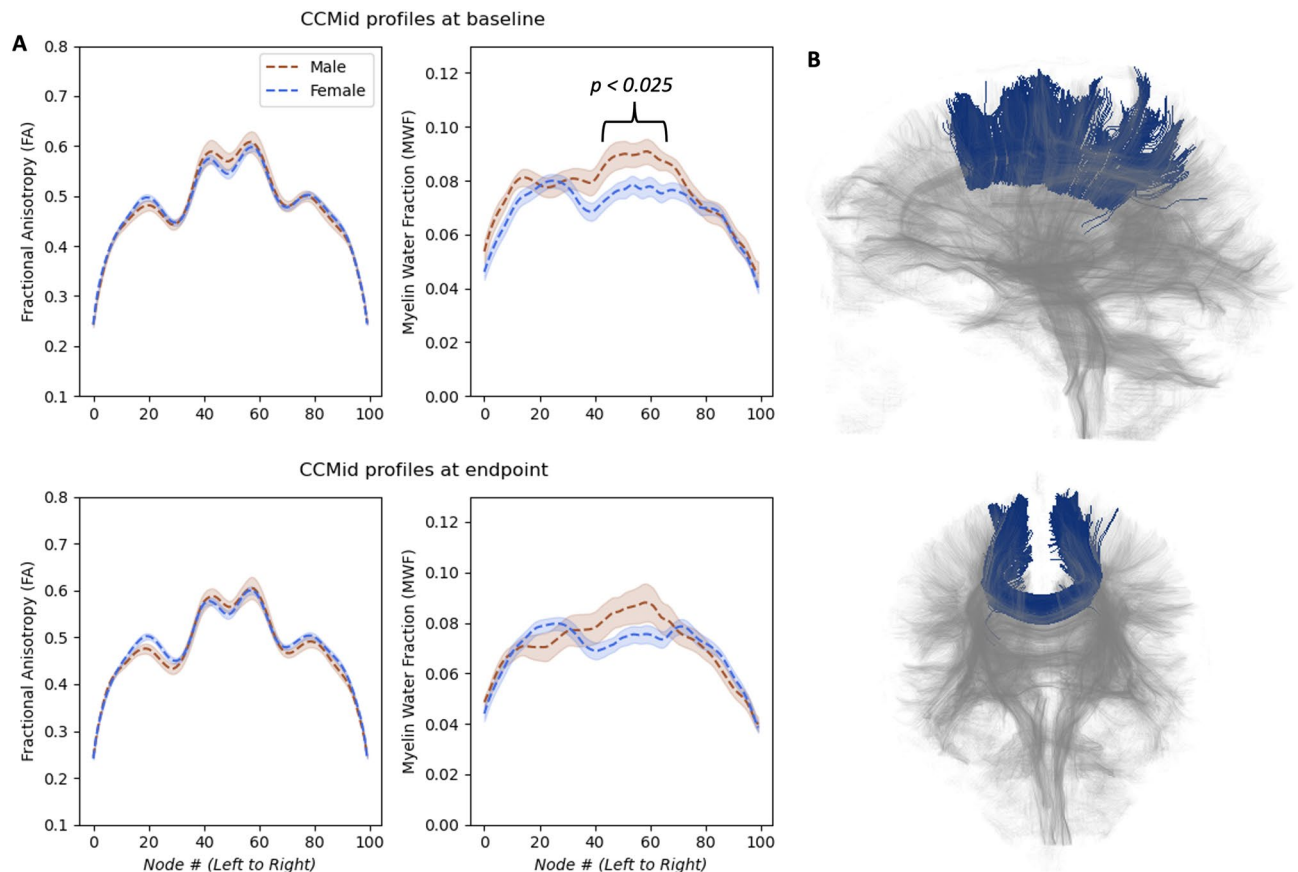 CCMid profiles at baseline
A
B
Fractional Anisotropy (FA)
0.8
0.7
0.6
0.5
0.4
0.3
0.2
0.1
0 20 40 60 80 100
Male
Female
Myelin Water Fraction (MWF)
0.12
0.10
0.08
0.06
0.04
0.02
0.00
0 20 40 60 80 100
p < 0.025
CCMid profiles at endpoint
Fractional Anisotropy (FA)
0.8
0.7
0.6
0.5
0.4
0.3
0.2
0.1
0 20 40 60 80 100
Node # (Left to Right)
Myelin Water Fraction (MWF)
0.12
0.10
0.08
0.06
0.04
0.02
0.00
0 20 40 60 80 100
Node # (Left to Right)